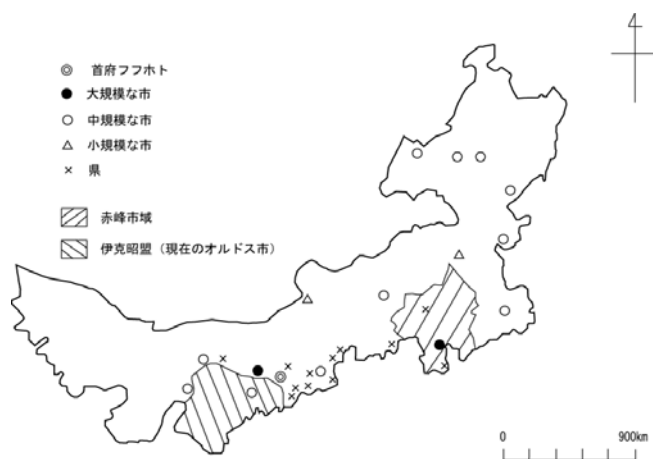 首府フフホト
大規模な市
中規模な市
小規模な市
県
赤峰市域
伊克昭盟（現在のオルドス市）
0 900km